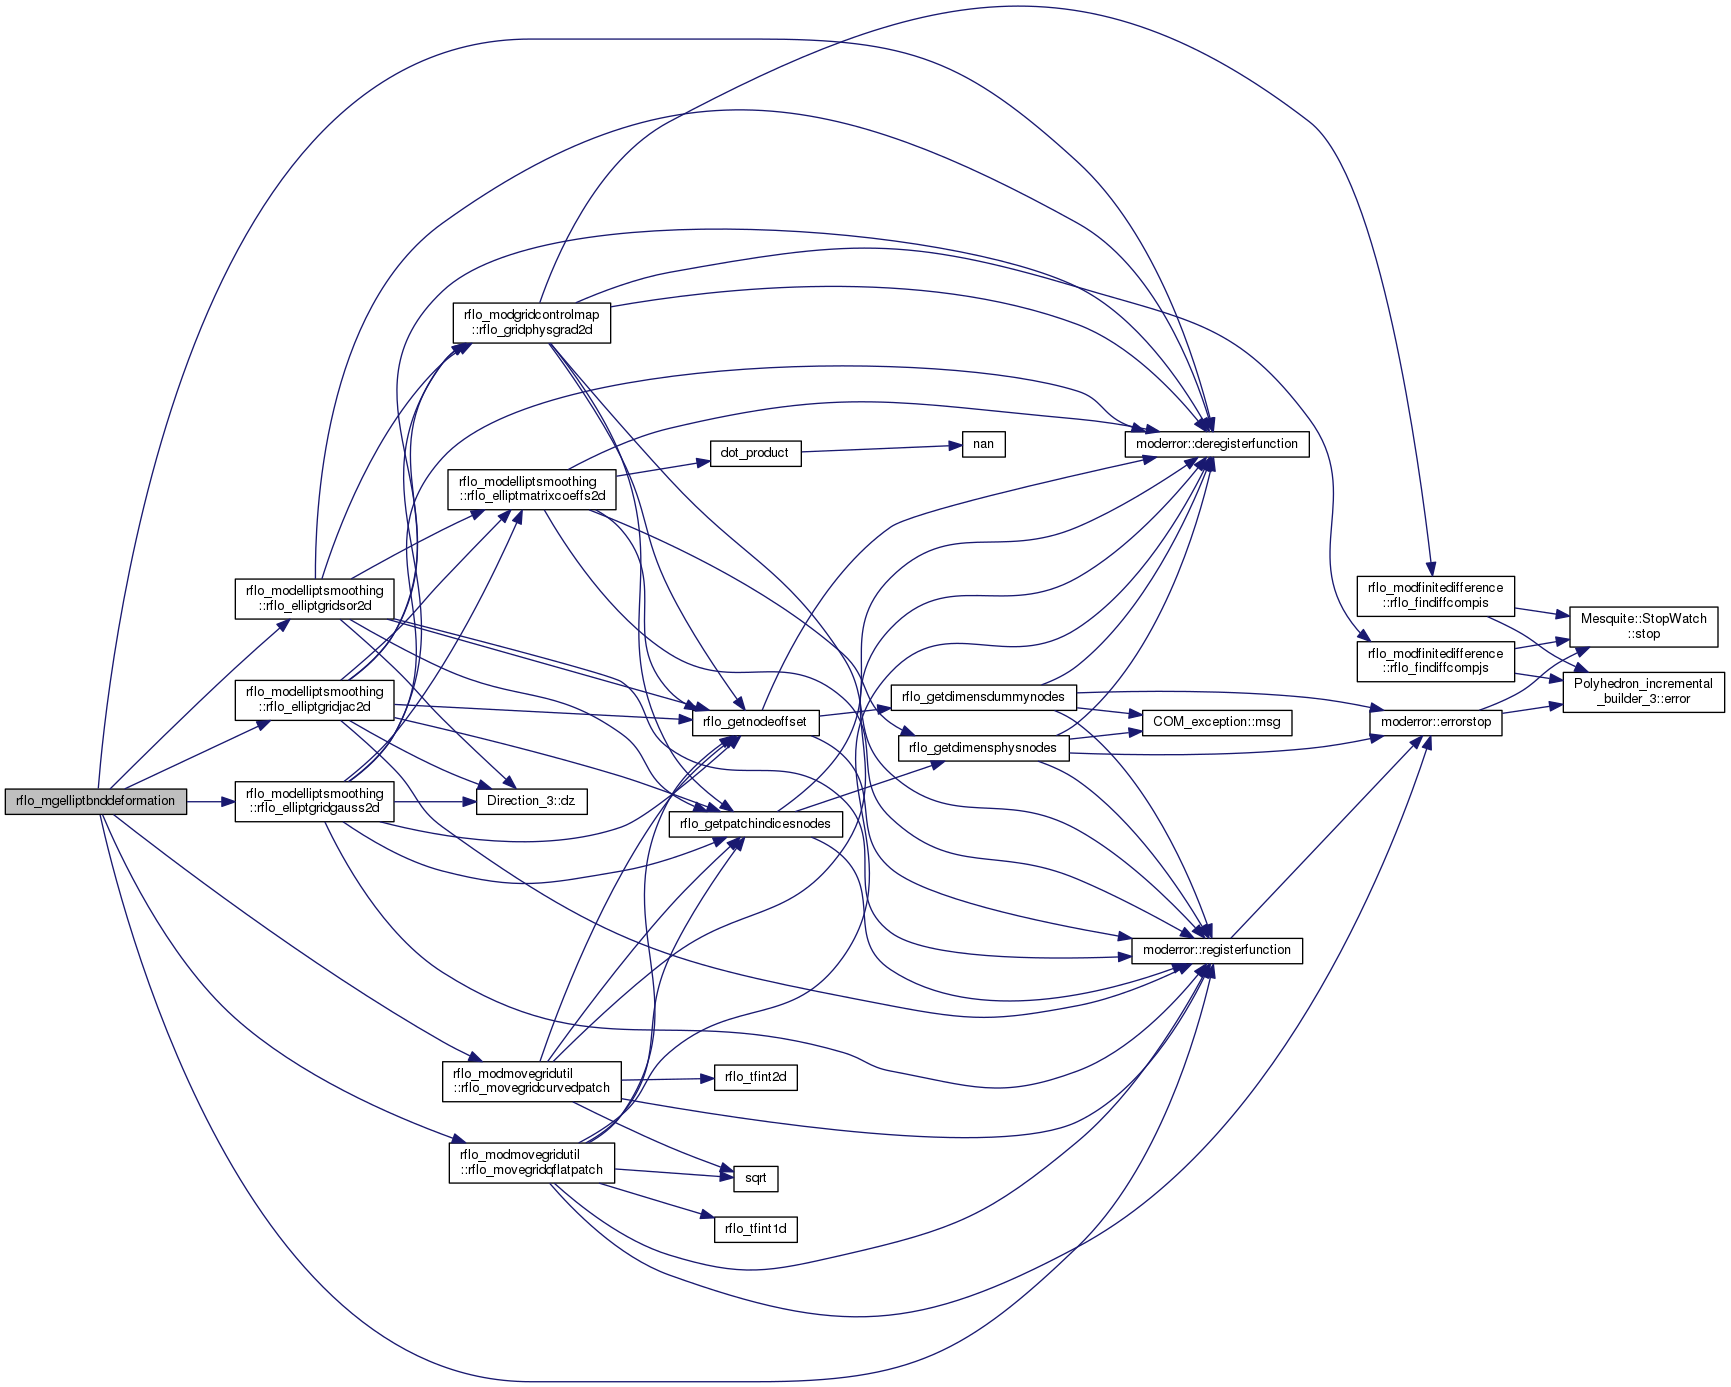 rflo_mgelliptbnddeformation
rflo_modelliptsmoothing
::rflo_elliptgridsor2d
rflo_modelliptsmoothing
::rflo_elliptgridjac2d
rflo_modelliptsmoothing
::rflo_elliptgridgauss2d
rflo_modgridcontrolmap
::rflo_gridphysgrad2d
rflo_modelliptsmoothing
::rflo_elliptmatrixcoeffs2d
Direction_3::dz
rflo_modmovegridutil
::rflo_movegridcurvedpatch
rflo_modmovegridutil
::rflo_movegridqflatpatch
dot_product
rflo_getnodeoffset
rflo_getpatchindicesnodes
rflo_tfint2d
sqrt
rflo_tfint1d
nan
rflo_getdimensdummynodes
rflo_getdimensphysnodes
moderror::deregisterfunction
COM_exception::msg
moderror::registerfunction
rflo_modfinitedifference
::rflo_findiffcompis
rflo_modfinitedifference
::rflo_findiffcompjs
moderror::errorstop
Mesquite::StopWatch
::stop
Polyhedron_incremental
_builder_3::error